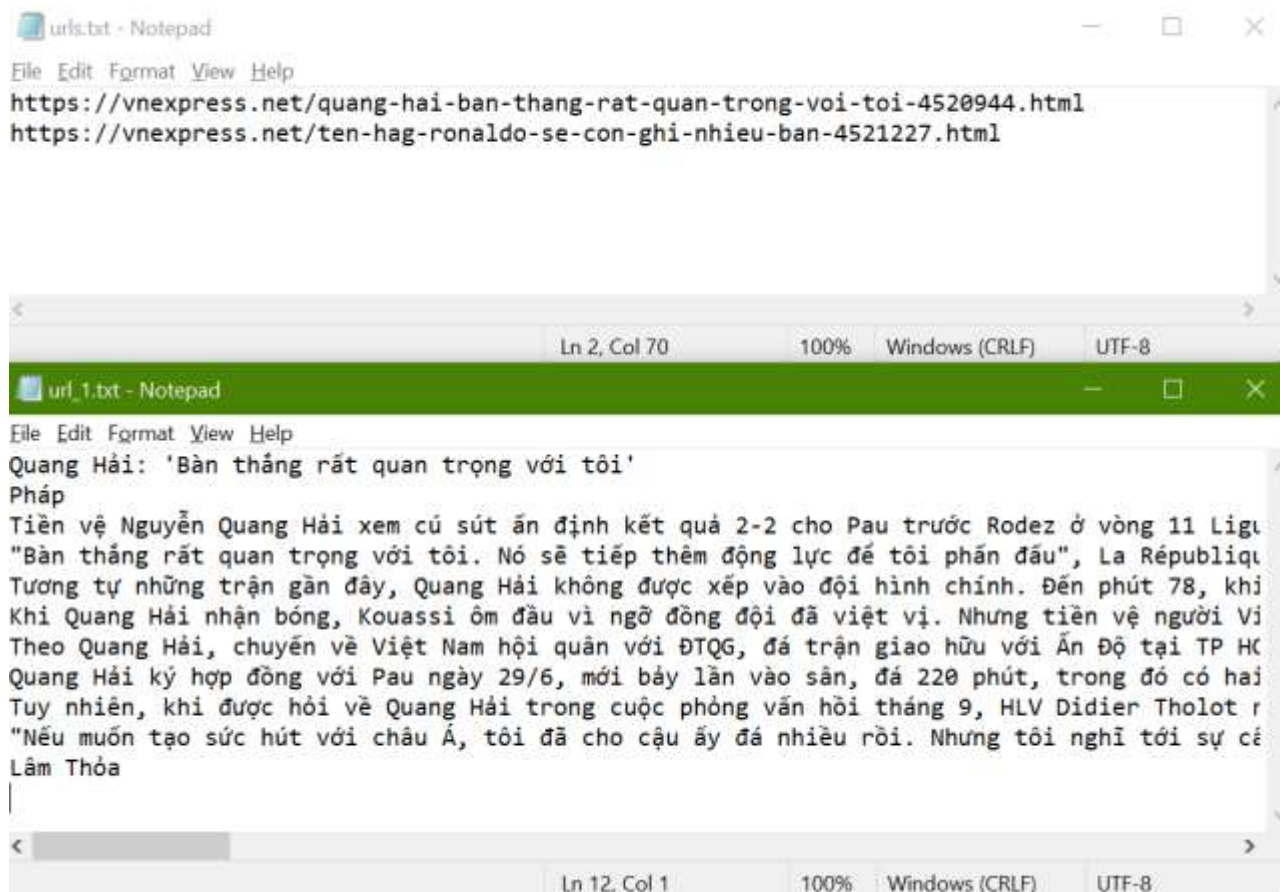 urls.txt - Notepad
File Edit Format View Help
https://vnexpress.net/quang-hai-ban-thang-rat-quan-trong-voi-toi-4520944.html
https://vnexpress.net/ten-hag-ronaldo-se-con-ghi-nhieu-ban-4521227.html
Ln 2, Col 70 100% Windows (CRLF) UTF-8
url_1.txt - Notepad
File Edit Format View Help
Quang Hải: 'Bàn thắng rất quan trọng với tôi'
Pháp
Tiền vệ Nguyễn Quang Hải xem cú sút ấn định kết quả 2-2 cho Pau trước Rodez ở vòng 11
"Bàn thắng rất quan trọng với tôi. Nó sẽ tiếp thêm động lực để tôi phấn đấu", La
Tương tự những trận gần đây, Quang Hải không được xếp vào đội hình chính. Đến phút 78, khi
Khi Quang Hải nhận bóng, Kouassi ôm đầu vì ngỡ đồng đội đã việt vị. Nhưng tiền vệ người
Theo Quang Hải, chuyến về Việt Nam hội quân với ĐTQG, đá trận giao hữu với Ấn Độ tại TP
Quang Hải ký hợp đồng với Pau ngày 29/6, mới bảy lần vào sân, đá 220 phút, trong đó có hai
Tuy nhiên, khi được hỏi về Quang Hải trong cuộc phỏng vấn hồi tháng 9, HLV Didier Tholot
"Nếu muốn tạo sức hút với châu Á, tôi đã cho cậu ấy đá nhiều rồi. Nhưng tôi nghĩ tới sự
Lâm Thỏa
Ln 12, Col 1 100% Windows (CRLF) UTF-8